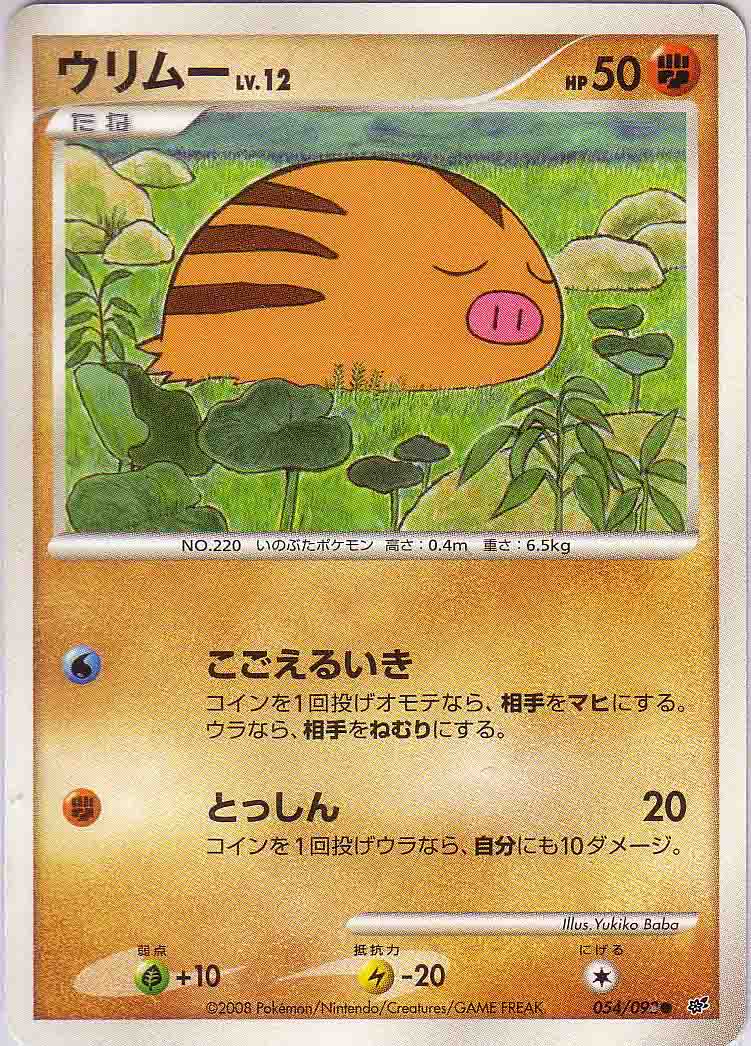 ウリムー LV.12 HP 50
たね
NO.220 いのぶたポケモン 高さ：0.4m 重さ：6.5kg
こごえるいき
コインを1回投げオモテなら、相手をマヒにする。
ウラなら、相手をねむりにする。
とっしん 20
コインを1回投げウラなら、自分にも10ダメージ。
Illus.Yukiko Baba
弱点 抵抗力 にげる
+10 -20
©2008 Pokémon/Nintendo/Creatures/GAME FREAK.